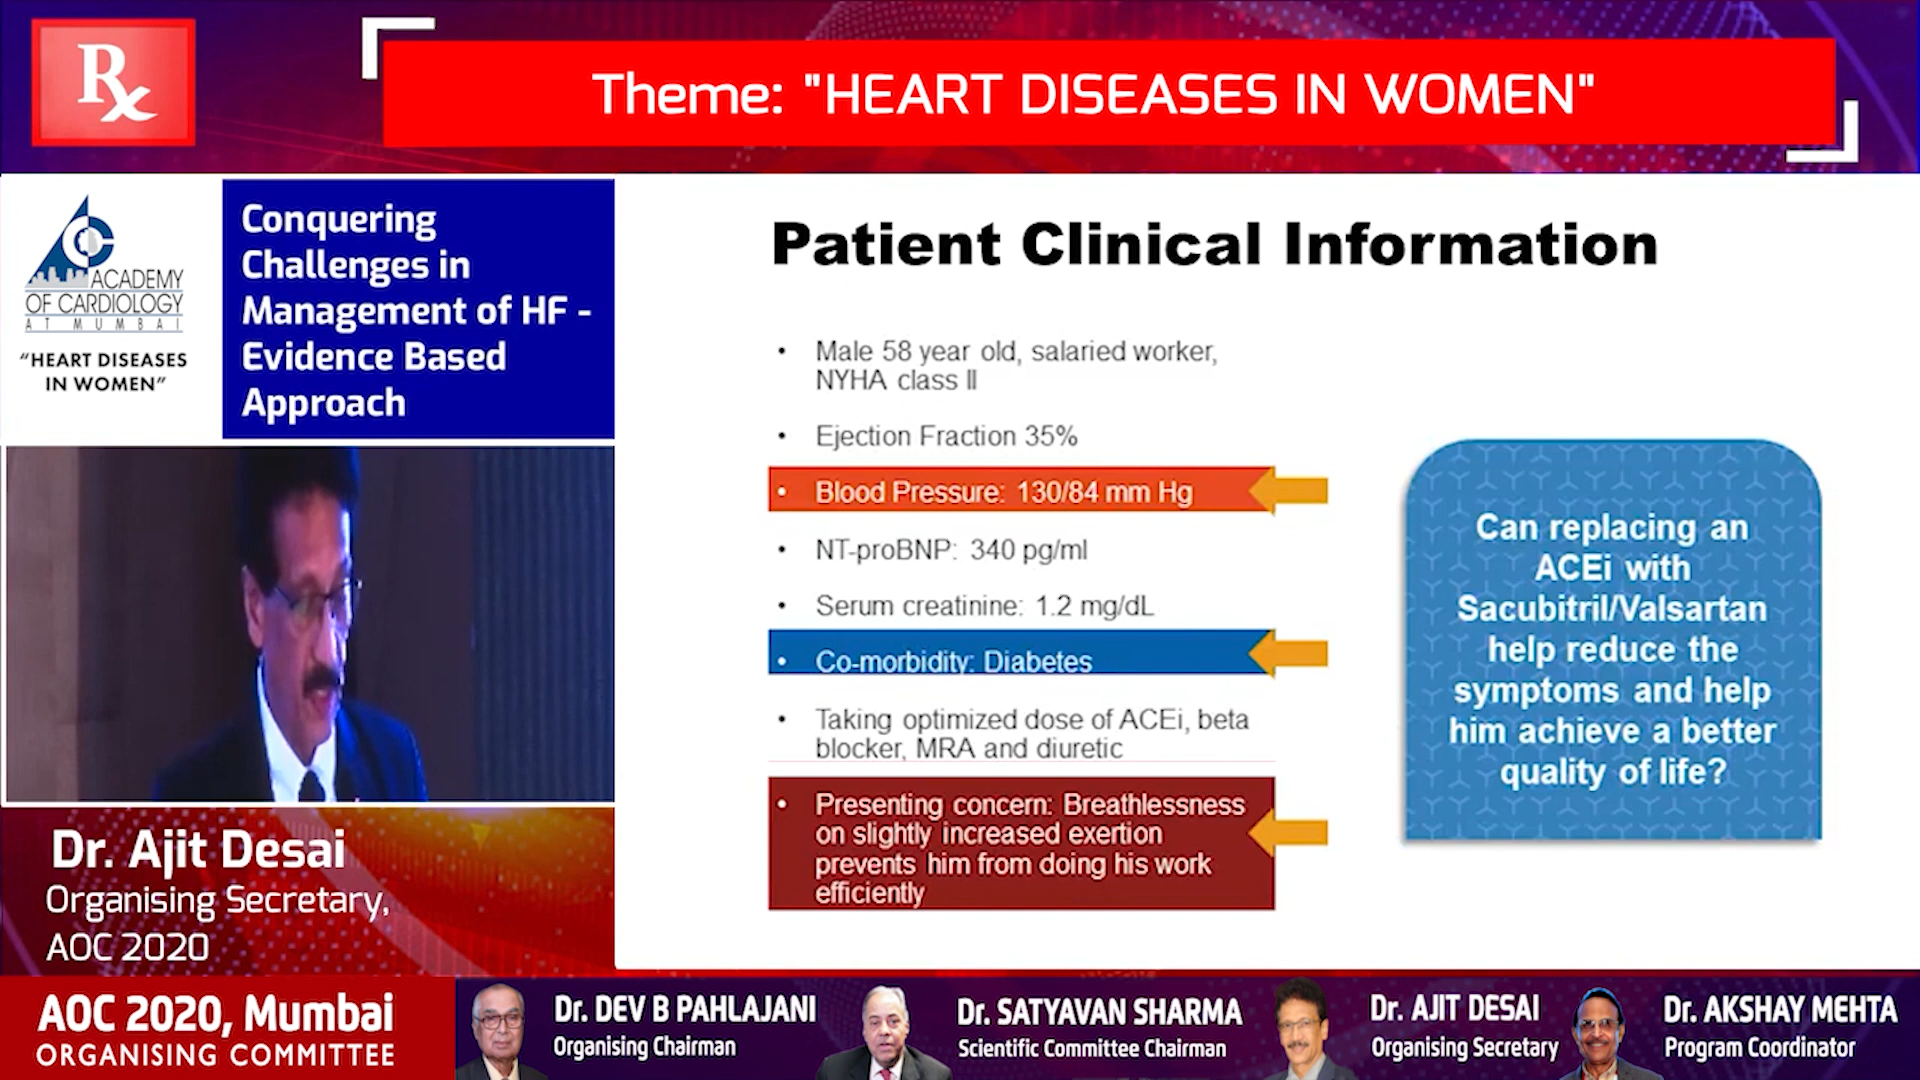 Rx
Theme: "HEART DISEASES IN WOMEN"
ACADEMY
OF CARDIOLOGY
AT MUMBAI
"HEART DISEASES
IN WOMEN"
Conquering
Challenges in
Management of HF -
Evidence Based
Approach
Dr. Ajit Desai
Organising Secretary,
AOC 2020
Patient Clinical Information
• Male 58 year old, salaried worker,
NYHA class II
• Ejection Fraction 35%
• Blood Pressure: 130/84 mm Hg
• NT-proBNP: 340 pg/ml
• Serum creatinine: 1.2 mg/dL
• Co-morbidity: Diabetes
• Taking optimized dose of ACEi, beta
blocker, MRA and diuretic
• Presenting concern: Breathlessness
on slightly increased exertion
prevents him from doing his work
efficiently
Can replacing an
ACEi with
Sacubitril/Valsartan
help reduce the
symptoms and help
him achieve a better
quality of life?
AOC 2020, Mumbai
ORGANISING COMMITTEE
Dr. DEV B PAHLAJANI
Organising Chairman
Dr. SATYAVAN SHARMA
Scientific Committee Chairman
Dr. AJIT DESAI
Organising Secretary
Dr. AKSHAY MEHTA
Program Coordinator